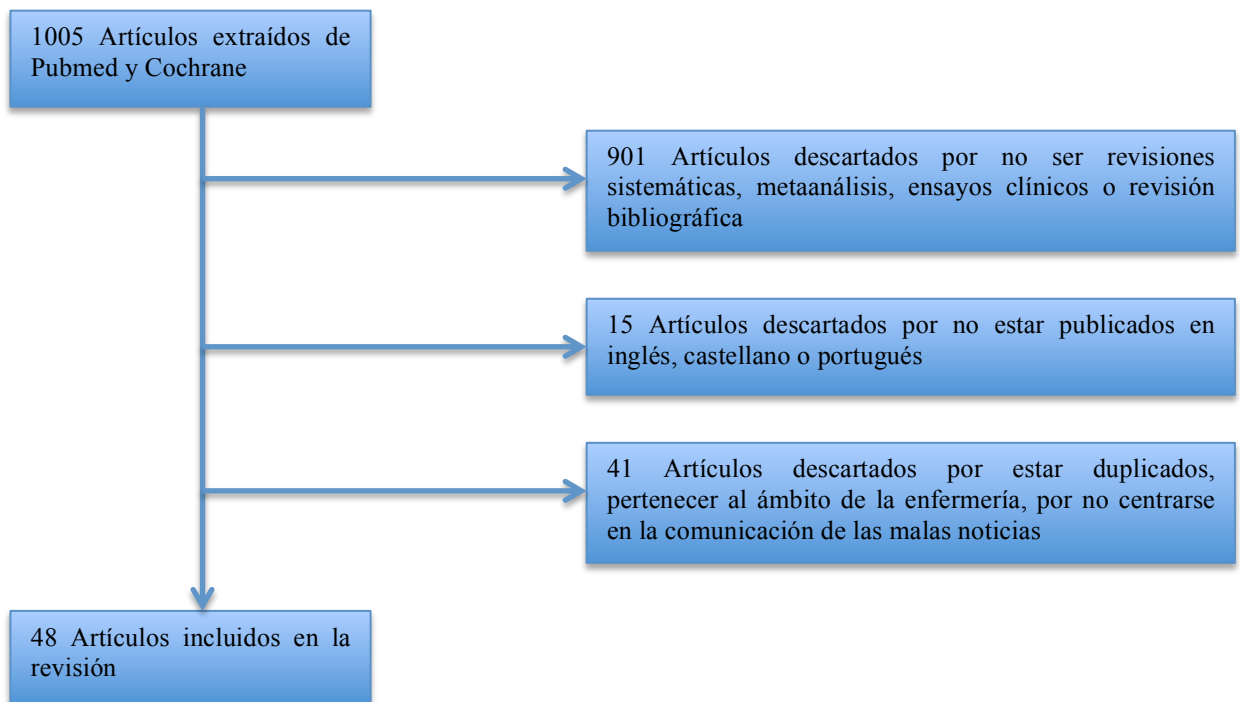 1005 Artículos extraídos de
Pubmed y Cochrane
901 Artículos descartados por no ser revisiones
sistemáticas, metaanálisis, ensayos clínicos o revisión
bibliográfica
15 Artículos descartados por no estar publicados en
inglés, castellano o portugués
41 Artículos descartados por estar duplicados,
pertenecer al ámbito de la enfermería, por no centrarse
en la comunicación de las malas noticias
48 Artículos incluidos en la
revisión